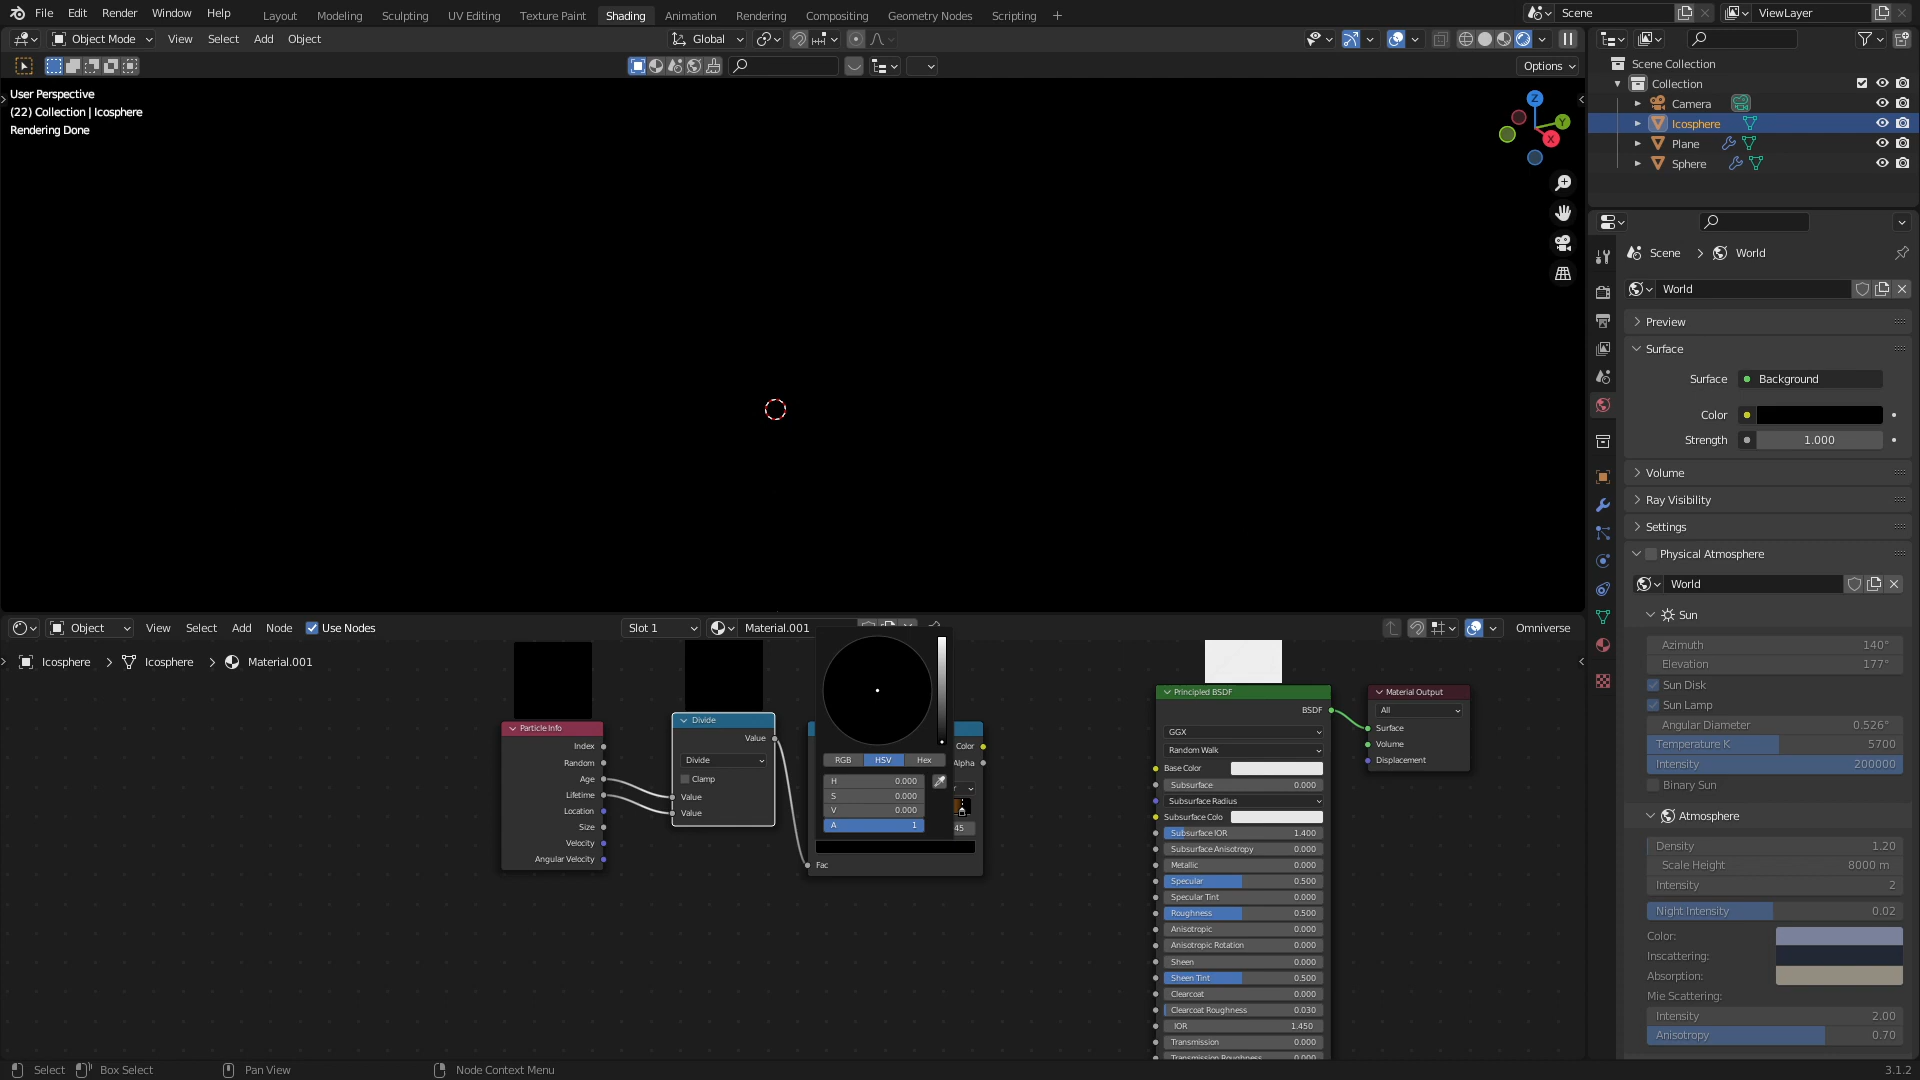 File Edit Render Window Help
Layout Modeling Sculpting UV Editing Texture Paint Shading Animation Rendering Compositing Geometry Nodes Scripting +
Scene
ViewLayer
Object Mode View Select Add Object
Global
Options
User Perspective
(22) Collection | Icosphere
Rendering Done
Z
Y
X
Scene Collection
Collection
Camera
Icosphere
Plane
Sphere
Scene > World
World
Preview
Surface
Surface Background
Color
Strength 1.000
Volume
Ray Visibility
Settings
Physical Atmosphere
World
Sun
Azimuth 140°
Elevation 177°
Sun Disk
Sun Lamp
Angular Diameter 0.526°
Temperature K 5700
Intensity 200000
Binary Sun
Atmosphere
Density 1.20
Scale Height 8000 m
Intensity 2
Night Intensity 0.02
Color:
Inscattering:
Absorption:
Mie Scattering:
Intensity 2.00
Anisotropy 0.70
Object View Select Add Node Use Nodes
Slot 1
Material.001
Omniverse
Icosphere > Icosphere > Material.001
Particle Info
Index
Random
Age
Lifetime
Location
Size
Velocity
Angular Velocity
Divide
Value
Divide
Clamp
Value
Value
RGB HSV Hex
H 0.000
S 0.000
V 0.000
A 1
Color
Alpha
45
Fac
Principled BSDF
BSDF
GGX
Random Walk
Base Color
Subsurface 0.000
Subsurface Radius
Subsurface Colo
Subsurface IOR 1.400
Subsurface Anisotropy 0.000
Metallic 0.000
Specular 0.500
Specular Tint 0.000
Roughness 0.500
Anisotropic 0.000
Anisotropic Rotation 0.000
Sheen 0.000
Sheen Tint 0.500
Clearcoat 0.000
Clearcoat Roughness 0.030
IOR 1.450
Transmission 0.000
Transmission Roughness 0.000
Material Output
All
Surface
Volume
Displacement
Select Box Select Pan View Node Context Menu
3.1.2